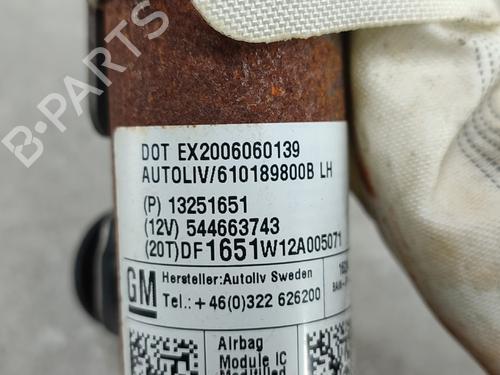 B-PARTS
DOT EX2006060139
AUTOLIV/610189800B LH
(P) 13251651
(12V) 544663743
(20T)DF1651W12A005071
GM
Hersteller:Autoliv Sweden
Tel.: +46(0)322 626200
Airbag
Module IC